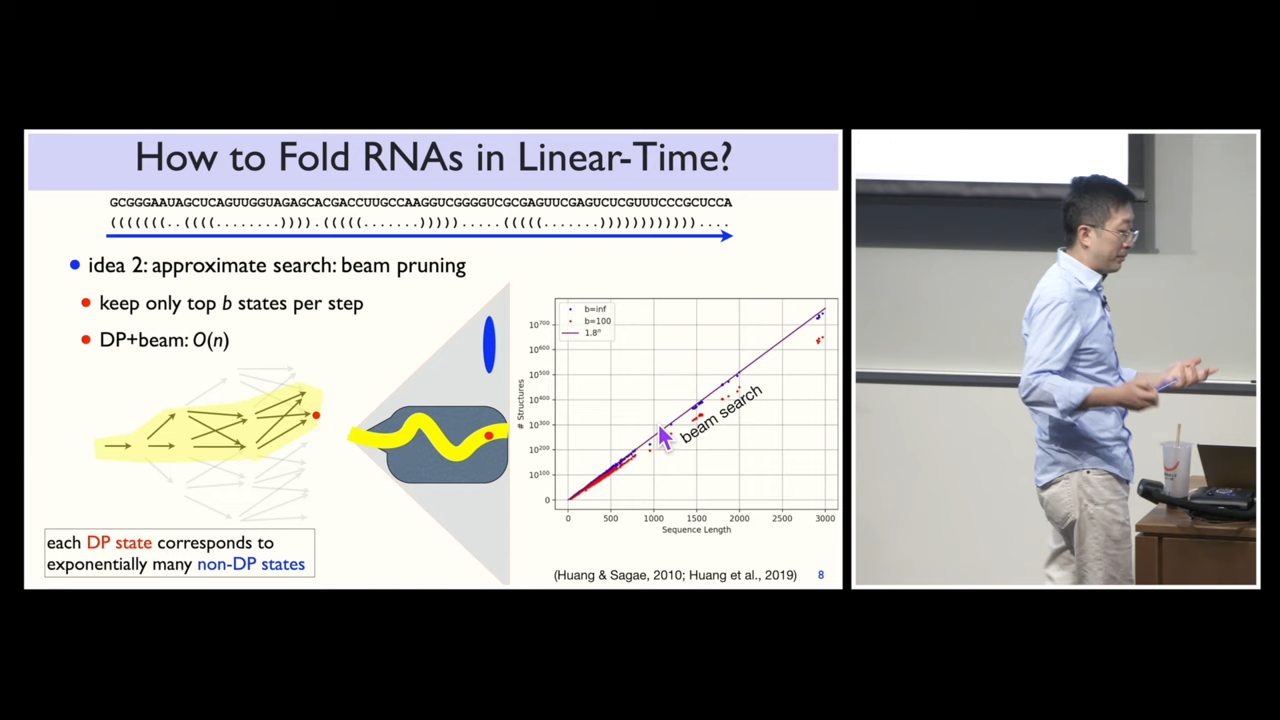 How to Fold RNAs in Linear-Time?
GCGGGAAUAGCUCAGUUGGUAGAGCACGACCUUGCCAAGGUCGGGGUCGCGAGUUCGAGUCUCGUUUCCCGCUCCA
(((((((..((((........)))).(((((.......))))).....(((((.......))))))))))))....
idea 2: approximate search: beam pruning
keep only top b states per step
DP+beam: O(n)
b=inf
b=100
1.8ⁿ
10⁷⁰⁰
10⁶⁰⁰
10⁵⁰⁰
10⁴⁰⁰
10³⁰⁰
10²⁰⁰
10¹⁰⁰
0
# Structures
beam search
0 500 1000 1500 2000 2500 3000
Sequence Length
each DP state corresponds to
exponentially many non-DP states
(Huang & Sagae, 2010; Huang et al., 2019) 8